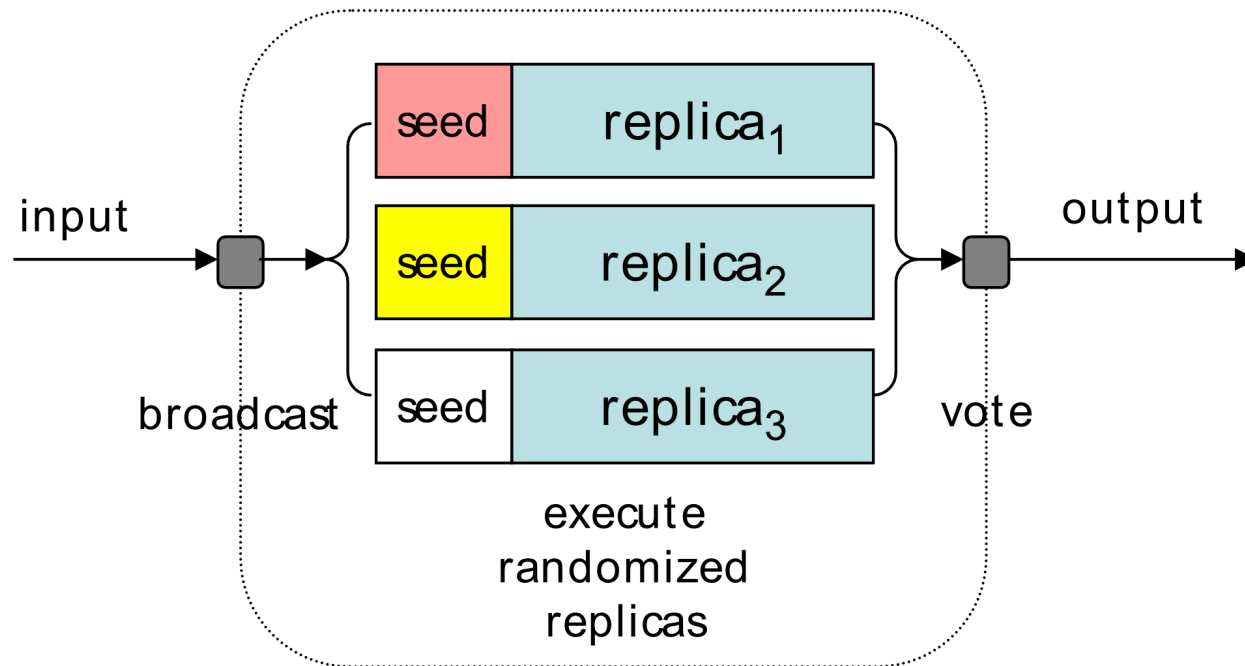 input
broadcast
seed replica₁
seed replica₂
seed replica₃
execute
randomized
replicas
vote
output